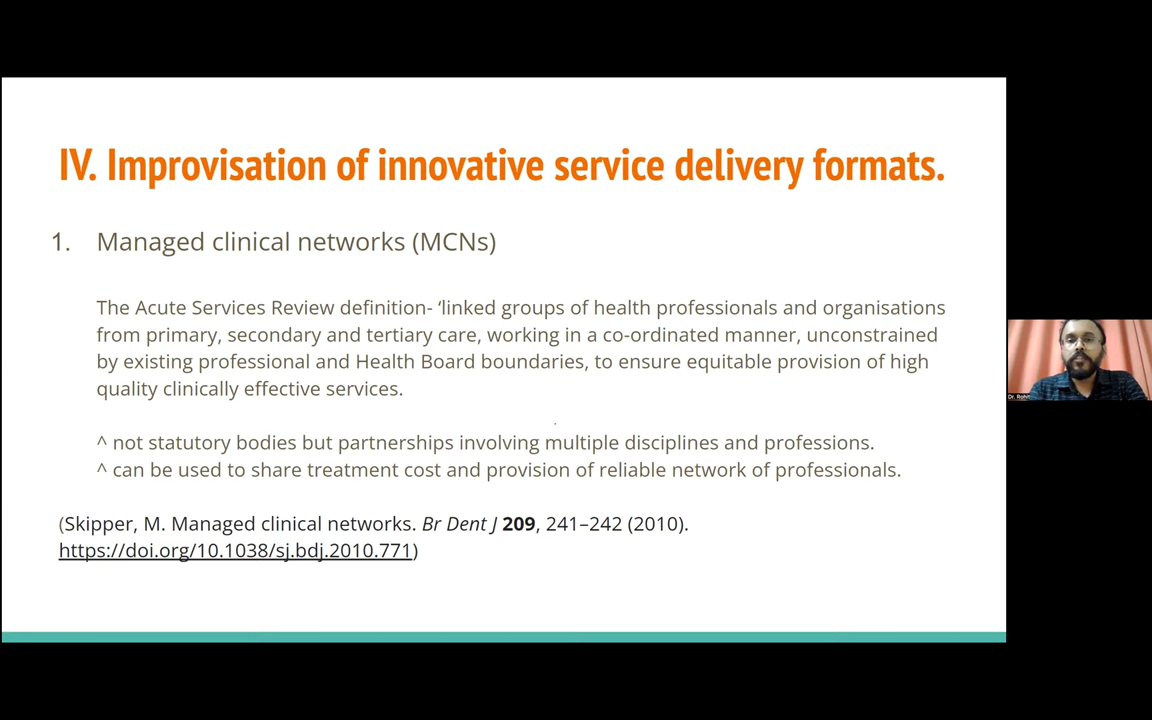 IV. Improvisation of innovative service delivery formats.
1. Managed clinical networks (MCNs)
The Acute Services Review definition- ‘linked groups of health professionals and organisations
from primary, secondary and tertiary care, working in a co-ordinated manner, unconstrained
by existing professional and Health Board boundaries, to ensure equitable provision of high
quality clinically effective services.
^ not statutory bodies but partnerships involving multiple disciplines and professions.
^ can be used to share treatment cost and provision of reliable network of professionals.
(Skipper, M. Managed clinical networks. Br Dent J 209, 241–242 (2010).
https://doi.org/10.1038/sj.bdj.2010.771)
Dr. Rohit